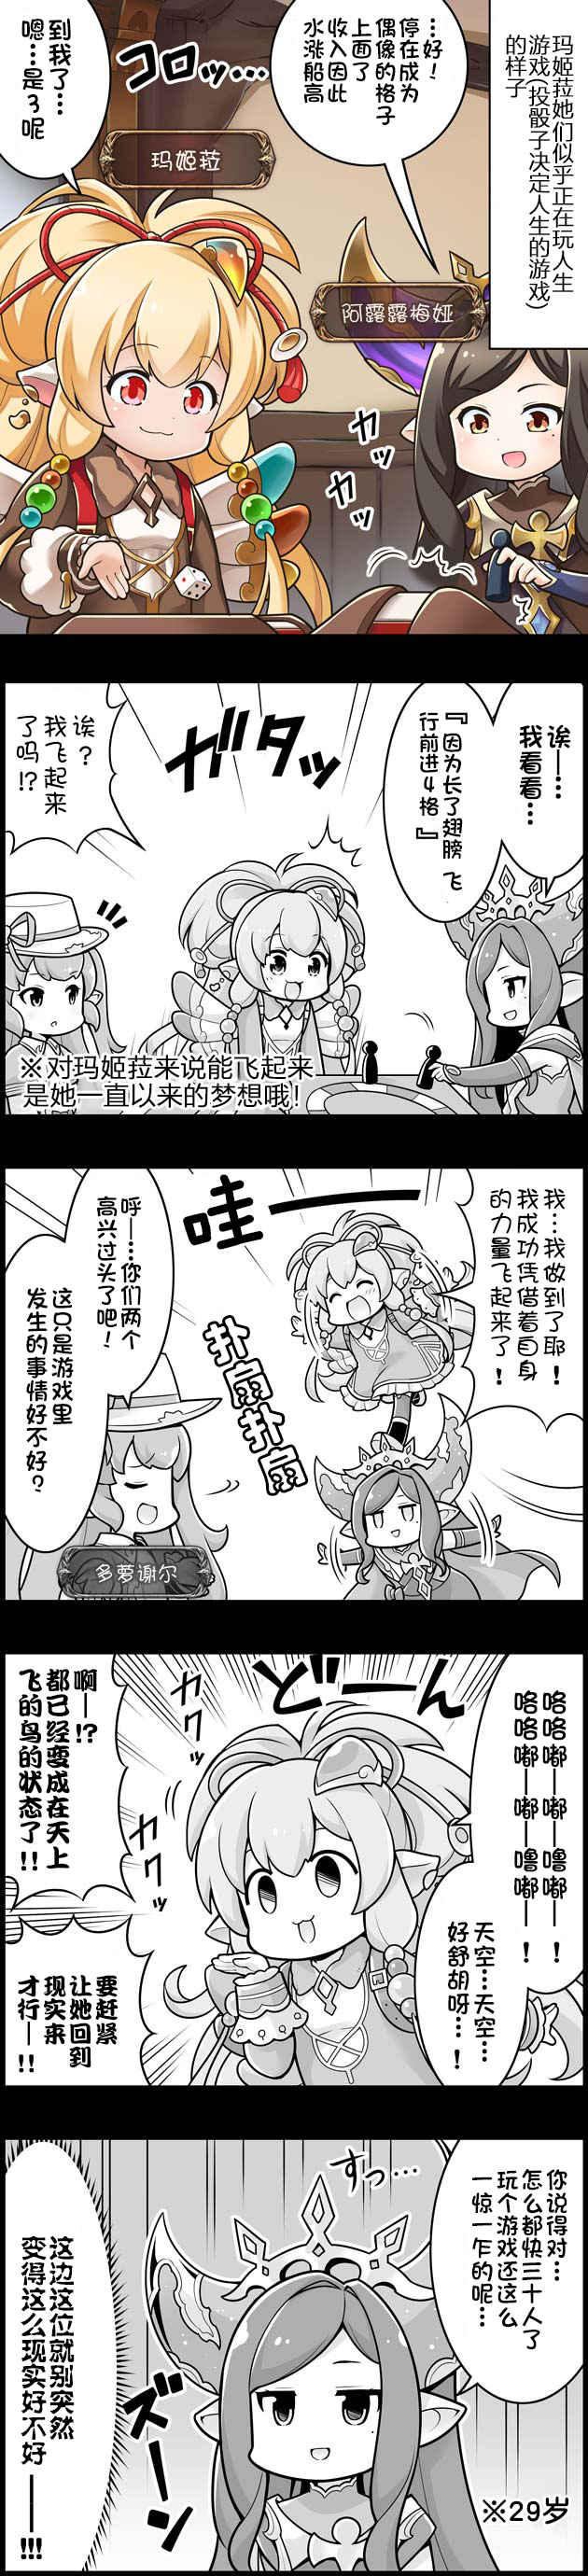 玛姬菈她们似乎正在玩人生
游戏(投骰子决定人生的游戏)
的样子
…好！
停在成为
偶像的格子
上面了
收入因此
水涨船高
コロッ…
到我了…
嗯…是3呢
玛姬菈
阿露露梅娅
カッ
カッ
诶—…
我看看…
『因为长了翅膀 飞
行前进4格』
ガタッ
诶？
我飞起来
了吗!?
※对玛姬菈来说能飞起来
是她一直以来的梦想哦!
我…我做到了耶！
我成功凭借着自身
的力量飞起来了！
哇——
扑扇扑扇
呼—…你们两个
高兴过头了吧！
这只是游戏里
发生的事情好不好？
多萝谢尔
咯咯嘟—嘟—噜嘟—！
咯咯嘟—嘟—噜嘟—！
天空…天空…
好舒胡呀…！
どーん
カクッ
カクッ
啊—!?
都已经变成在天上
飞的鸟的状态了!!
要赶紧
让她回到
现实来
才行—!!
你说得对…
怎么都快三十人了
玩个游戏还这么
一惊一乍的呢…
すっ…
ズーン
※29岁
这边这位就别突然
变得这么现实好不好——!!!